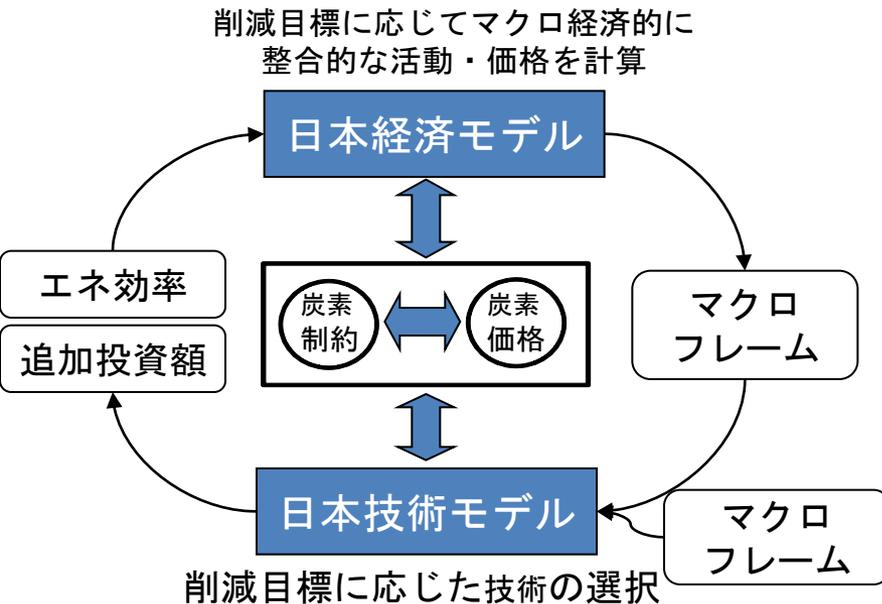 削減目標に応じてマクロ経済的に
整合的な活動・価格を計算
日本経済モデル
エネ効率
追加投資額
炭素
制約
炭素
価格
マクロ
フレーム
日本技術モデル
マクロ
フレーム
削減目標に応じた技術の選択